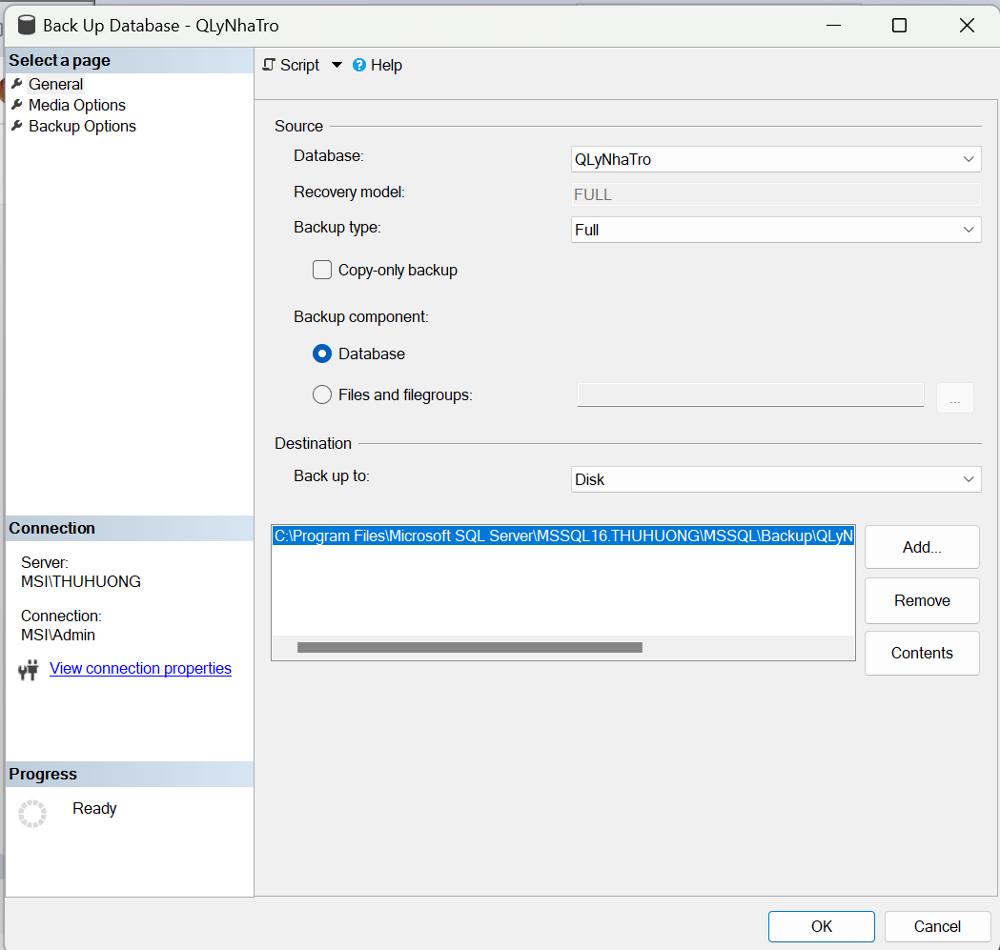 Back Up Database - QLyNhaTro
Select a page
General
Media Options
Backup Options
Script
Help
Source
Database:
QLyNhaTro
Recovery model:
FULL
Backup type:
Full
Copy-only backup
Backup component:
Database
Files and filegroups:
...
Destination
Back up to:
Disk
C:\Program Files\Microsoft SQL Server\MSSQL16.THUHUONG\MSSQL\Backup\QLyN
Add...
Remove
Contents
Connection
Server:
MSI\THUHUONG
Connection:
MSI\Admin
View connection properties
Progress
Ready
OK
Cancel